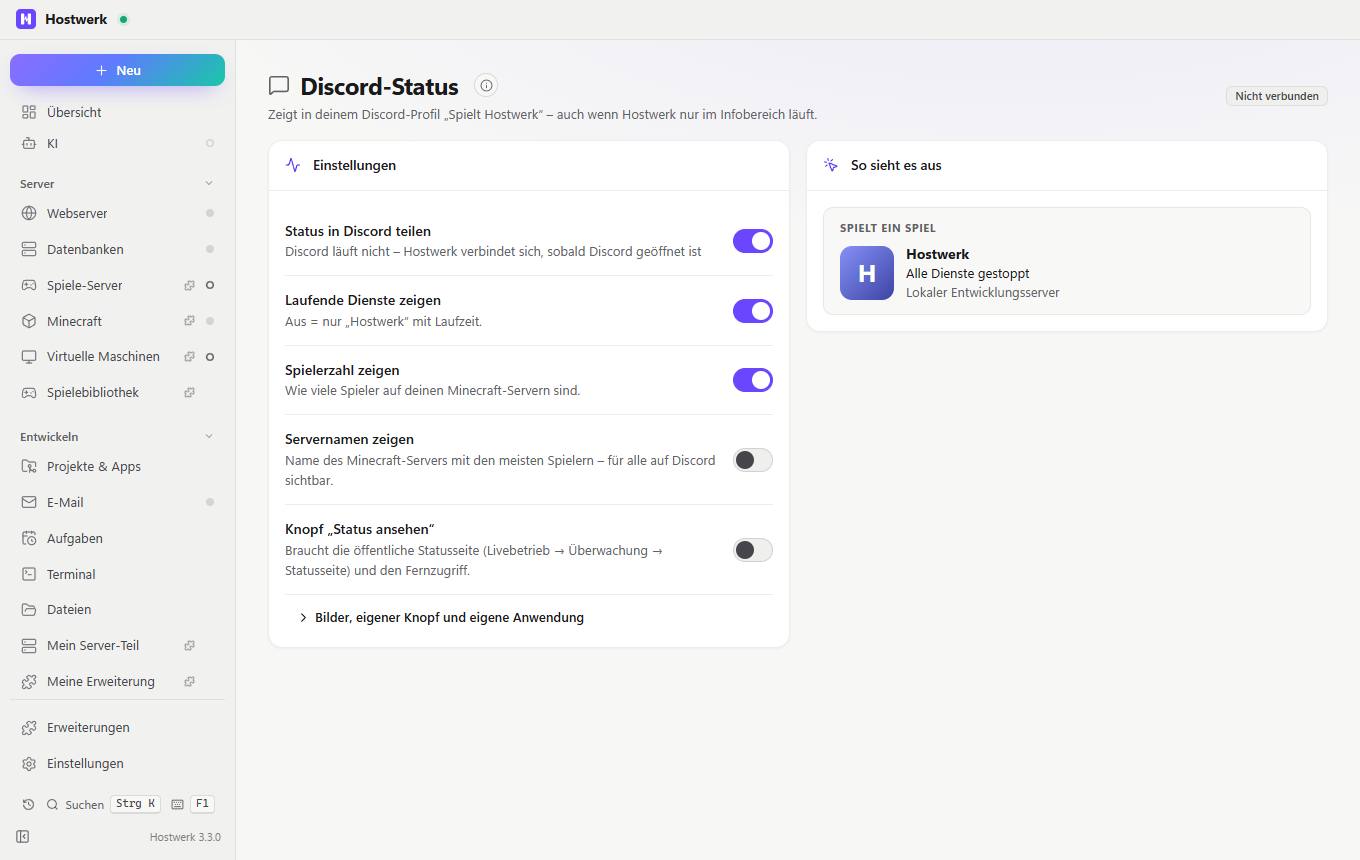 Hostwerk
Neu
Übersicht
KI
Server
Webserver
Datenbanken
Spiele-Server
Minecraft
Virtuelle Maschinen
Spielebibliothek
Entwickeln
Projekte & Apps
E-Mail
Aufgaben
Terminal
Dateien
Mein Server-Teil
Meine Erweiterung
Erweiterungen
Einstellungen
Suchen Strg K F1
Hostwerk 3.3.0
Discord-Status
Zeigt in deinem Discord-Profil „Spielt Hostwerk“ – auch wenn Hostwerk nur im Infobereich läuft.
Nicht verbunden
Einstellungen
Status in Discord teilen
Discord läuft nicht – Hostwerk verbindet sich, sobald Discord geöffnet ist
Laufende Dienste zeigen
Aus = nur „Hostwerk“ mit Laufzeit.
Spielerzahl zeigen
Wie viele Spieler auf deinen Minecraft-Servern sind.
Servernamen zeigen
Name des Minecraft-Servers mit den meisten Spielern – für alle auf Discord
sichtbar.
Knopf „Status ansehen“
Braucht die öffentliche Statusseite (Livebetrieb → Überwachung →
Statusseite) und den Fernzugriff.
Bilder, eigener Knopf und eigene Anwendung
So sieht es aus
SPIELT EIN SPIEL
H
Hostwerk
Alle Dienste gestoppt
Lokaler Entwicklungsserver